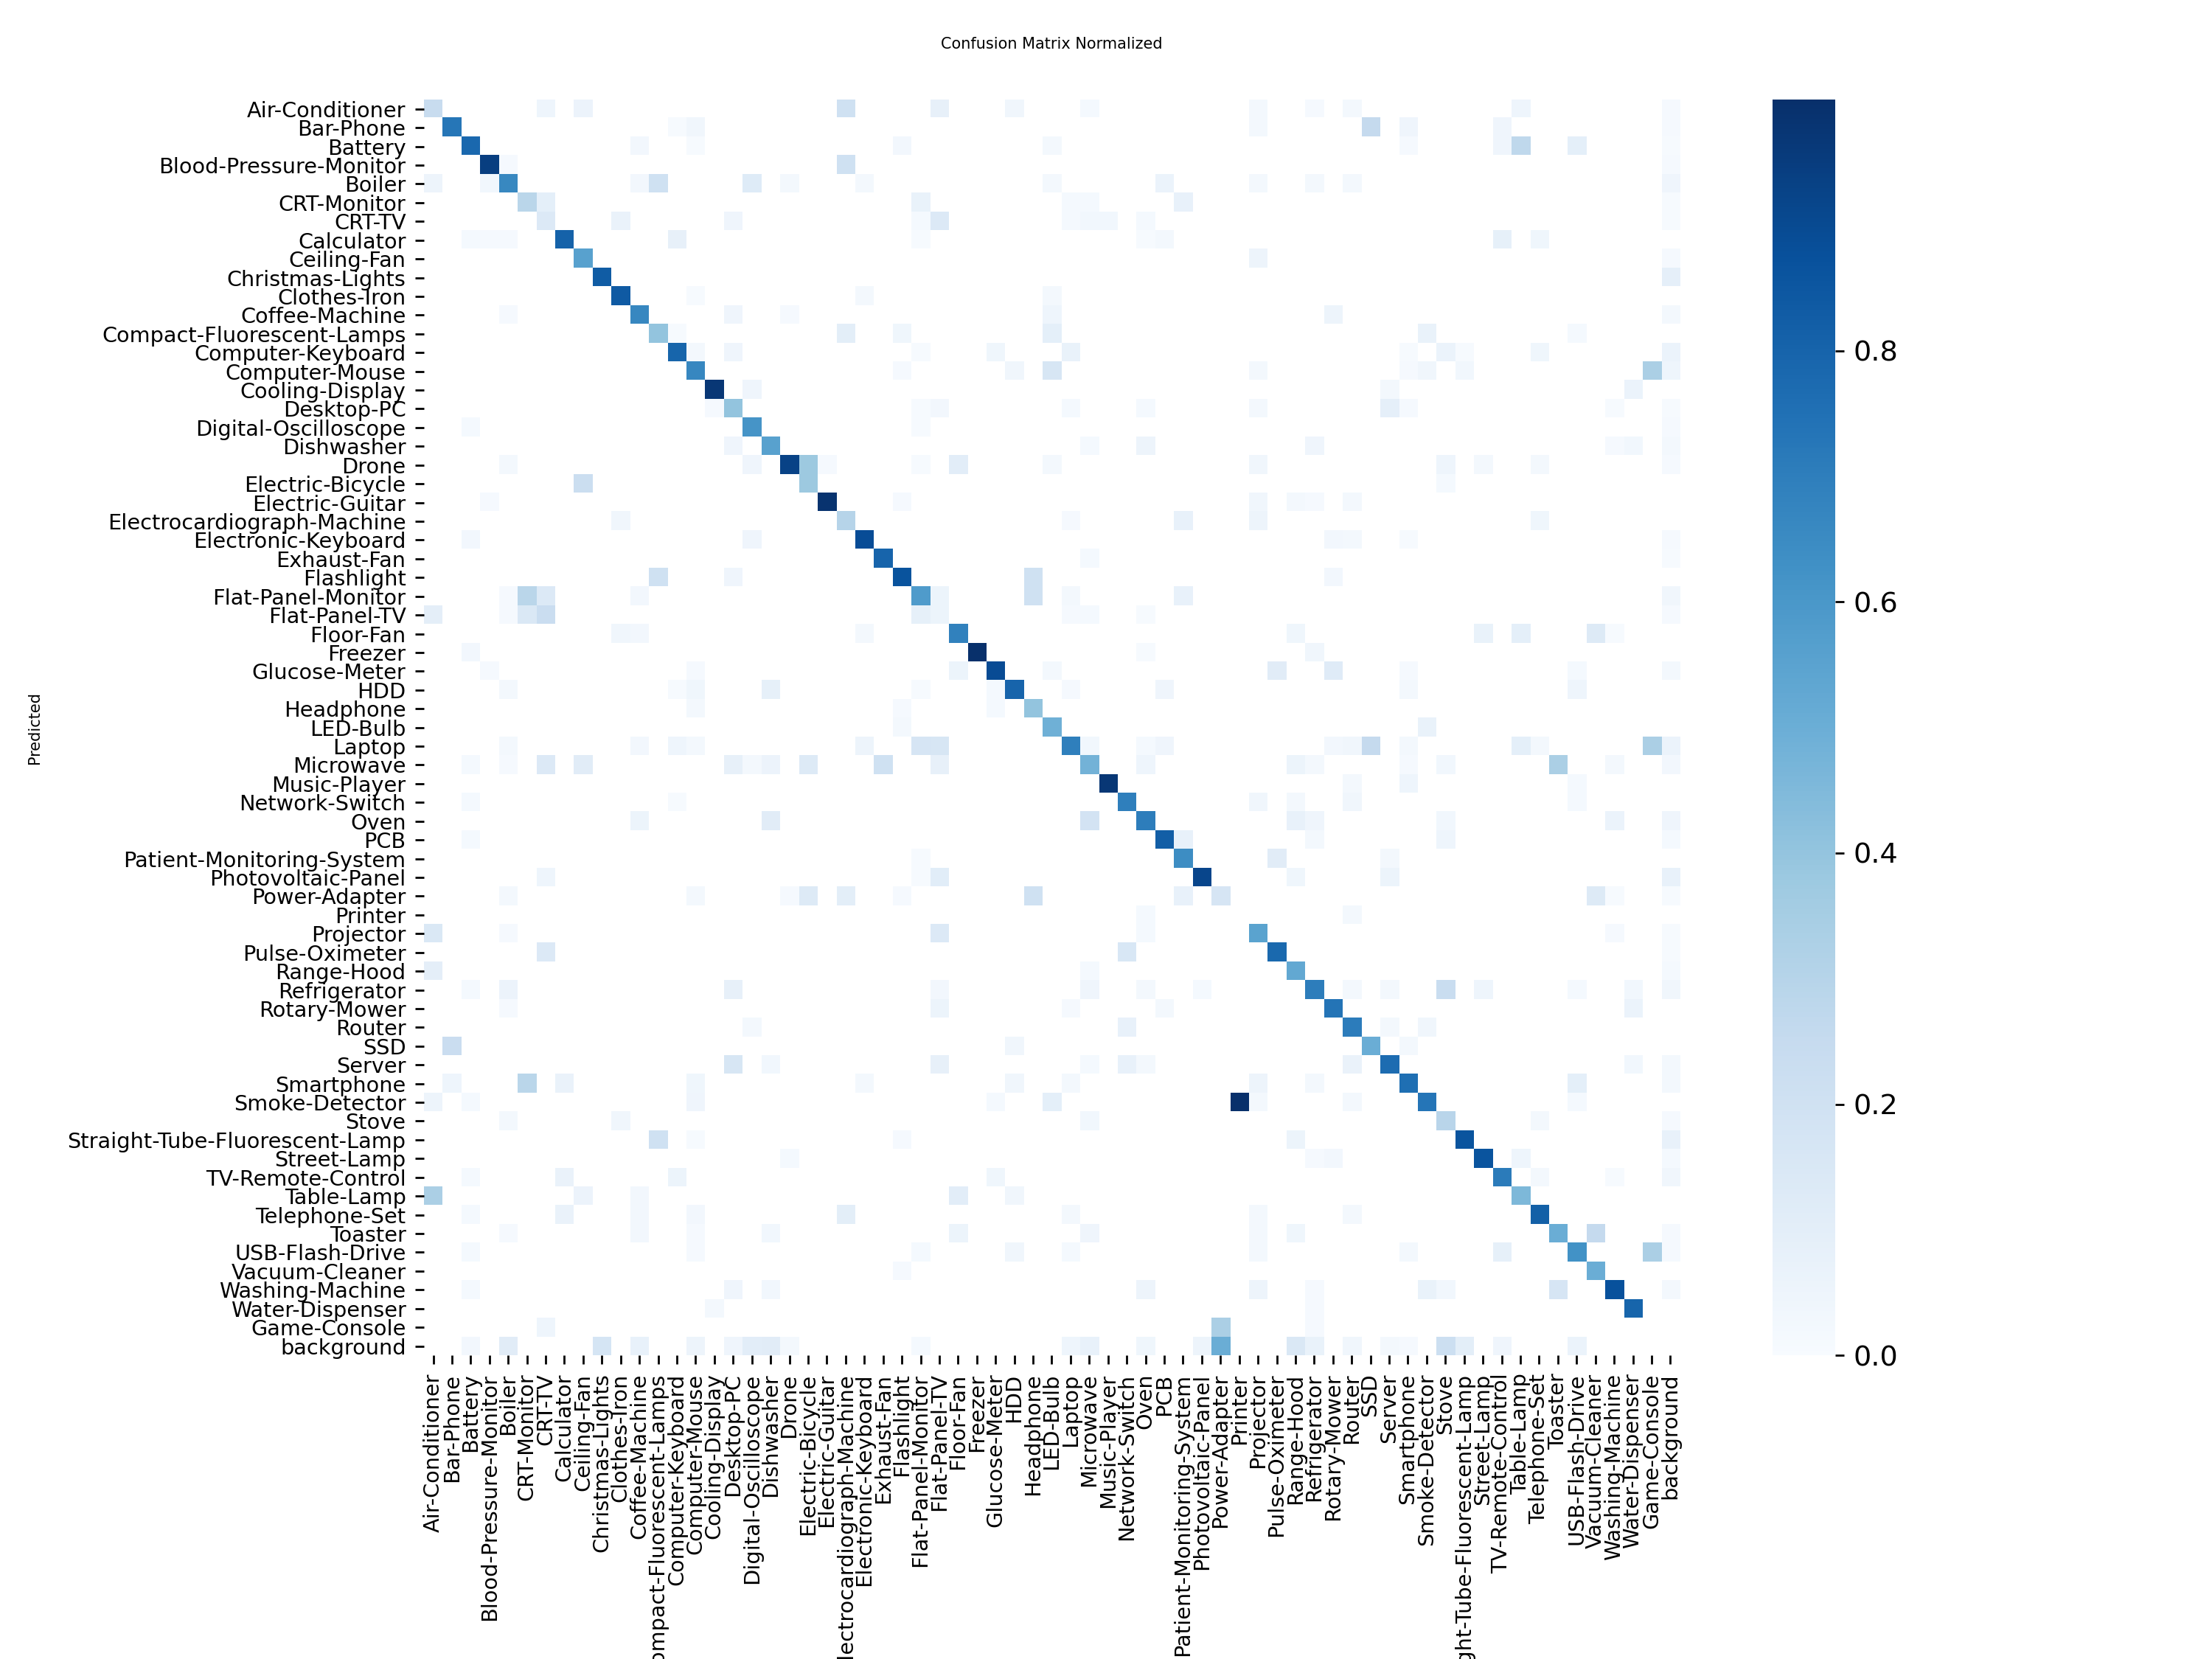 Confusion Matrix Normalized
Air-Conditioner
Bar-Phone
Battery
Blood-Pressure-Monitor
Boiler
CRT-Monitor
CRT-TV
Calculator
Ceiling-Fan
Christmas-Lights
Clothes-Iron
Coffee-Machine
Compact-Fluorescent-Lamps
Computer-Keyboard
Computer-Mouse
Cooling-Display
Desktop-PC
Digital-Oscilloscope
Dishwasher
Drone
Electric-Bicycle
Electric-Guitar
Electrocardiograph-Machine
Electronic-Keyboard
Exhaust-Fan
Flashlight
Flat-Panel-Monitor
Flat-Panel-TV
Floor-Fan
Freezer
Glucose-Meter
HDD
Headphone
LED-Bulb
Laptop
Microwave
Music-Player
Network-Switch
Oven
PCB
Patient-Monitoring-System
Photovoltaic-Panel
Power-Adapter
Printer
Projector
Pulse-Oximeter
Range-Hood
Refrigerator
Rotary-Mower
Router
SSD
Server
Smartphone
Smoke-Detector
Stove
Straight-Tube-Fluorescent-Lamp
Street-Lamp
TV-Remote-Control
Table-Lamp
Telephone-Set
Toaster
USB-Flash-Drive
Vacuum-Cleaner
Washing-Machine
Water-Dispenser
Game-Console
background
Predicted
Air-Conditioner
Bar-Phone
Battery
Blood-Pressure-Monitor
Boiler
CRT-Monitor
CRT-TV
Calculator
Ceiling-Fan
Christmas-Lights
Clothes-Iron
Coffee-Machine
ompact-Fluorescent-Lamps
Computer-Keyboard
Computer-Mouse
Cooling-Display
Desktop-PC
Digital-Oscilloscope
Dishwasher
Drone
Electric-Bicycle
Electric-Guitar
lectrocardiograph-Machine
Electronic-Keyboard
Exhaust-Fan
Flashlight
Flat-Panel-Monitor
Flat-Panel-TV
Floor-Fan
Freezer
Glucose-Meter
HDD
Headphone
LED-Bulb
Laptop
Microwave
Music-Player
Network-Switch
Oven
PCB
Patient-Monitoring-System
Photovoltaic-Panel
Power-Adapter
Printer
Projector
Pulse-Oximeter
Range-Hood
Refrigerator
Rotary-Mower
Router
SSD
Server
Smartphone
Smoke-Detector
Stove
ght-Tube-Fluorescent-Lamp
Street-Lamp
TV-Remote-Control
Table-Lamp
Telephone-Set
Toaster
USB-Flash-Drive
Vacuum-Cleaner
Washing-Machine
Water-Dispenser
Game-Console
background
0.8
0.6
0.4
0.2
0.0